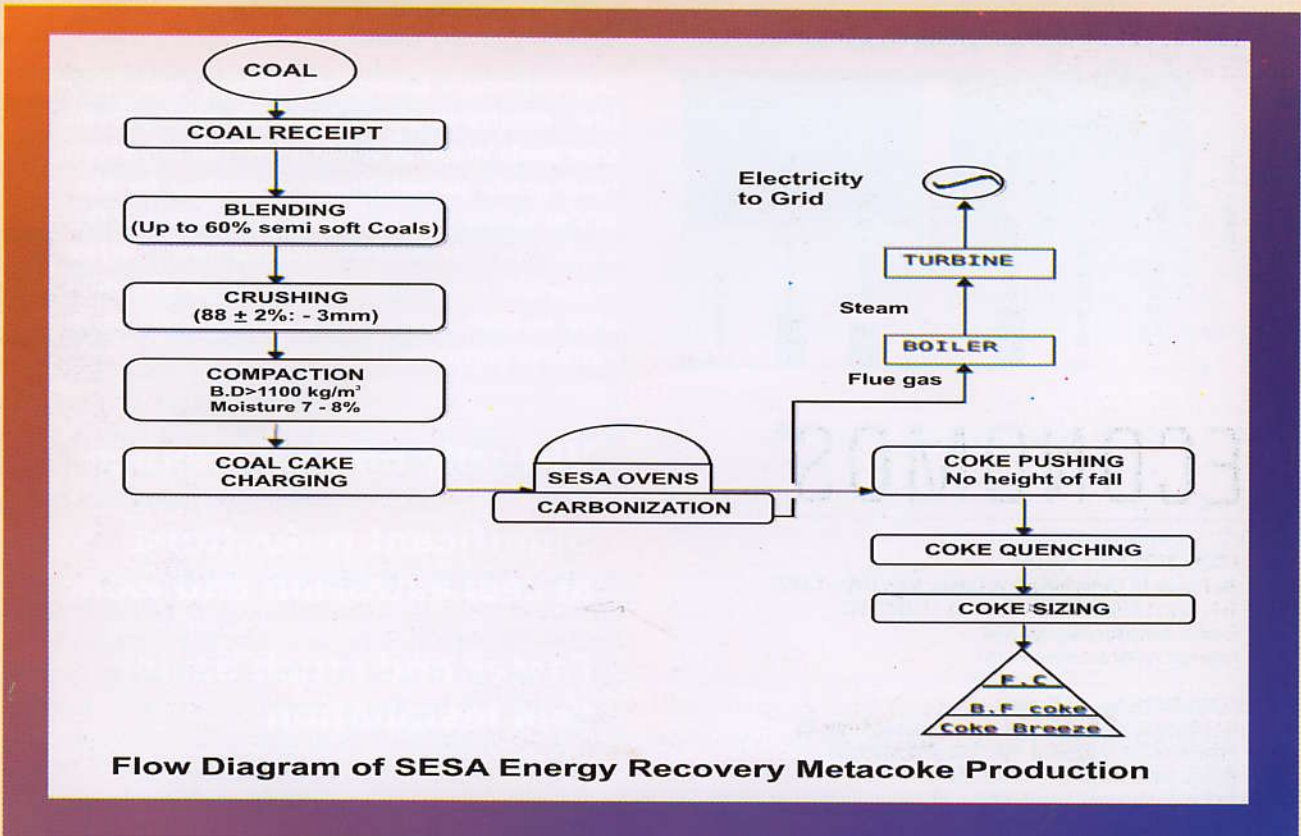 COAL
COAL RECEIPT
BLENDING
(Up to 60% semi soft Coals)
CRUSHING
(88 ± 2%: - 3mm)
COMPACTION
B.D>1100 kg/m³
Moisture 7 - 8%
COAL CAKE
CHARGING
SESA OVENS
CARBONIZATION
Electricity
to Grid
TURBINE
Steam
BOILER
Flue gas
COKE PUSHING
No height of fall
COKE QUENCHING
COKE SIZING
F.C
B.F coke
Coke Breeze
Flow Diagram of SESA Energy Recovery Metacoke Production